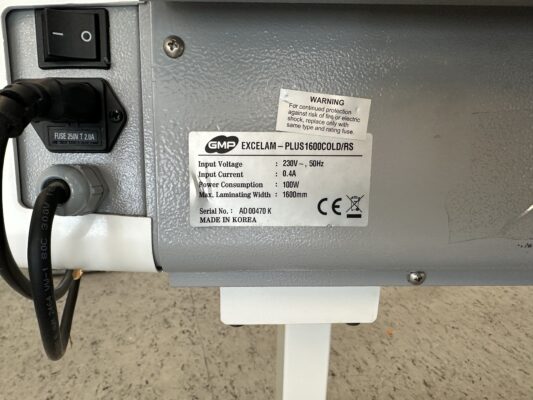 WARNING
For continued protection
against risk of fire or electric
shock, replace only with
same type and rating fuse.
FUSE 250V T 2.0A
GMP EXCELAM-PLUS1600COLD/RS
Input Voltage : 230V~, 50Hz
Input Current : 0.4A
Power Consumption : 100W
Max. Laminating Width : 1600mm
Serial No. : AD 00470 K
MADE IN KOREA
CE